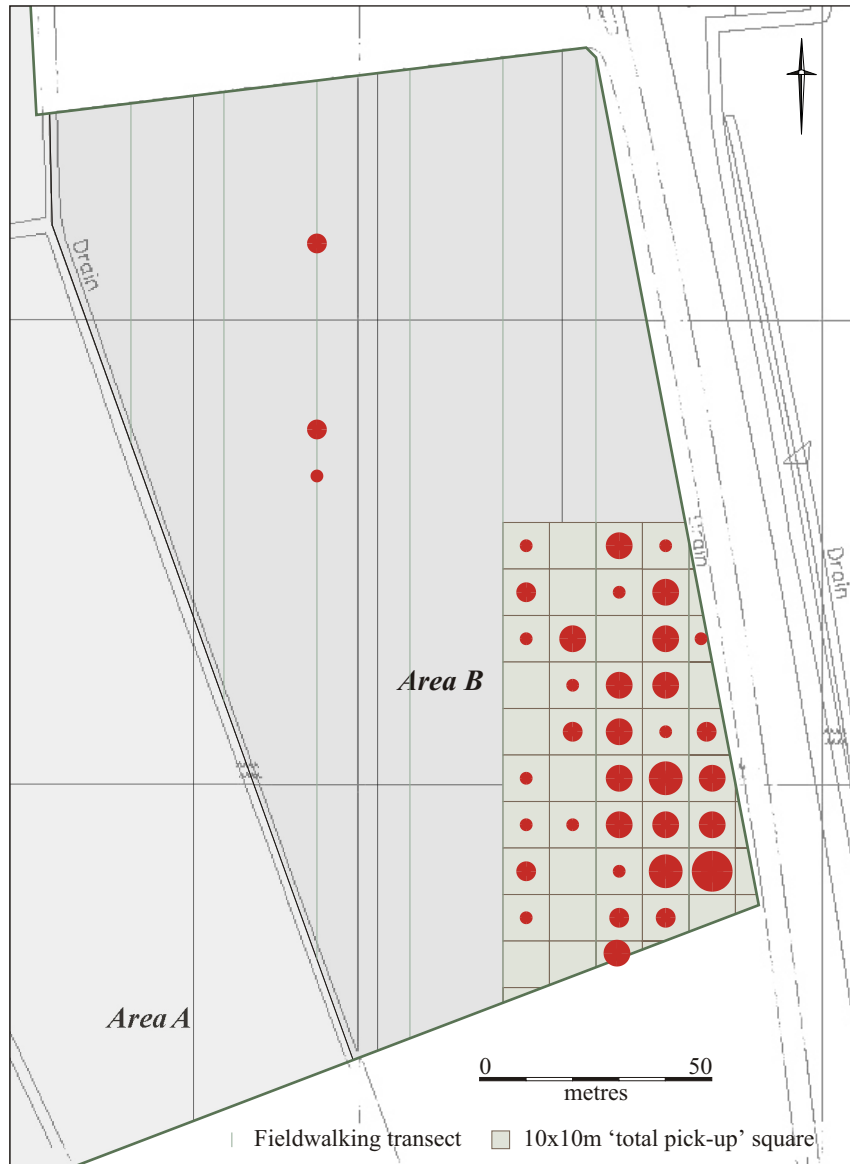 Drain
Drain
Drain
Area B
Area A
0 50
metres
Fieldwalking transect
10x10m ‘total pick-up’ square